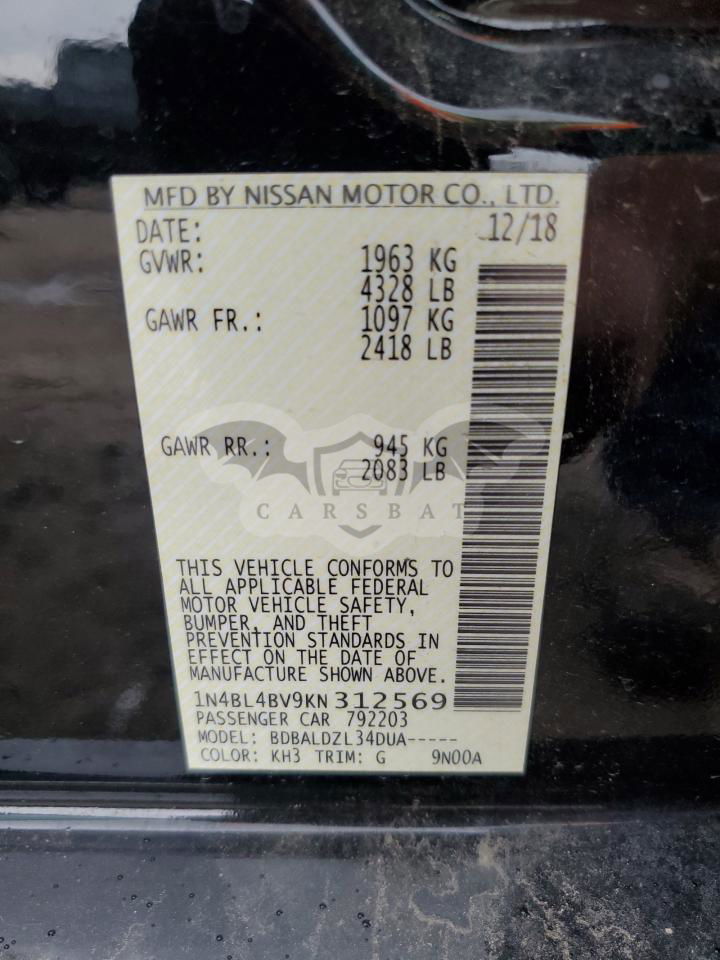 MFD BY NISSAN MOTOR CO., LTD.
DATE: 12/18
GVWR: 1963 KG
4328 LB
GAWR FR.: 1097 KG
2418 LB
GAWR RR.: 945 KG
2083 LB
CARSBAT
THIS VEHICLE CONFORMS TO
ALL APPLICABLE FEDERAL
MOTOR VEHICLE SAFETY,
BUMPER, AND THEFT
PREVENTION STANDARDS IN
EFFECT ON THE DATE OF
MANUFACTURE SHOWN ABOVE.
1N4BL4BV9KN312569
PASSENGER CAR 792203
MODEL: BDBALDZL34DUA-----
COLOR: KH3 TRIM: G 9N00A